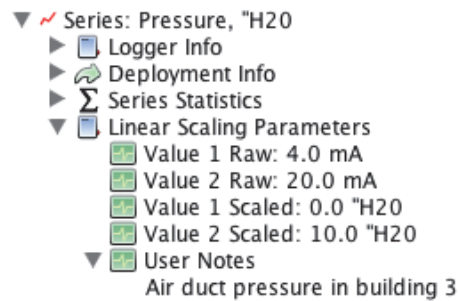 Series: Pressure, "H20
Logger Info
Deployment Info
Series Statistics
Linear Scaling Parameters
Value 1 Raw: 4.0 mA
Value 2 Raw: 20.0 mA
Value 1 Scaled: 0.0 "H20
Value 2 Scaled: 10.0 "H20
User Notes
Air duct pressure in building 3